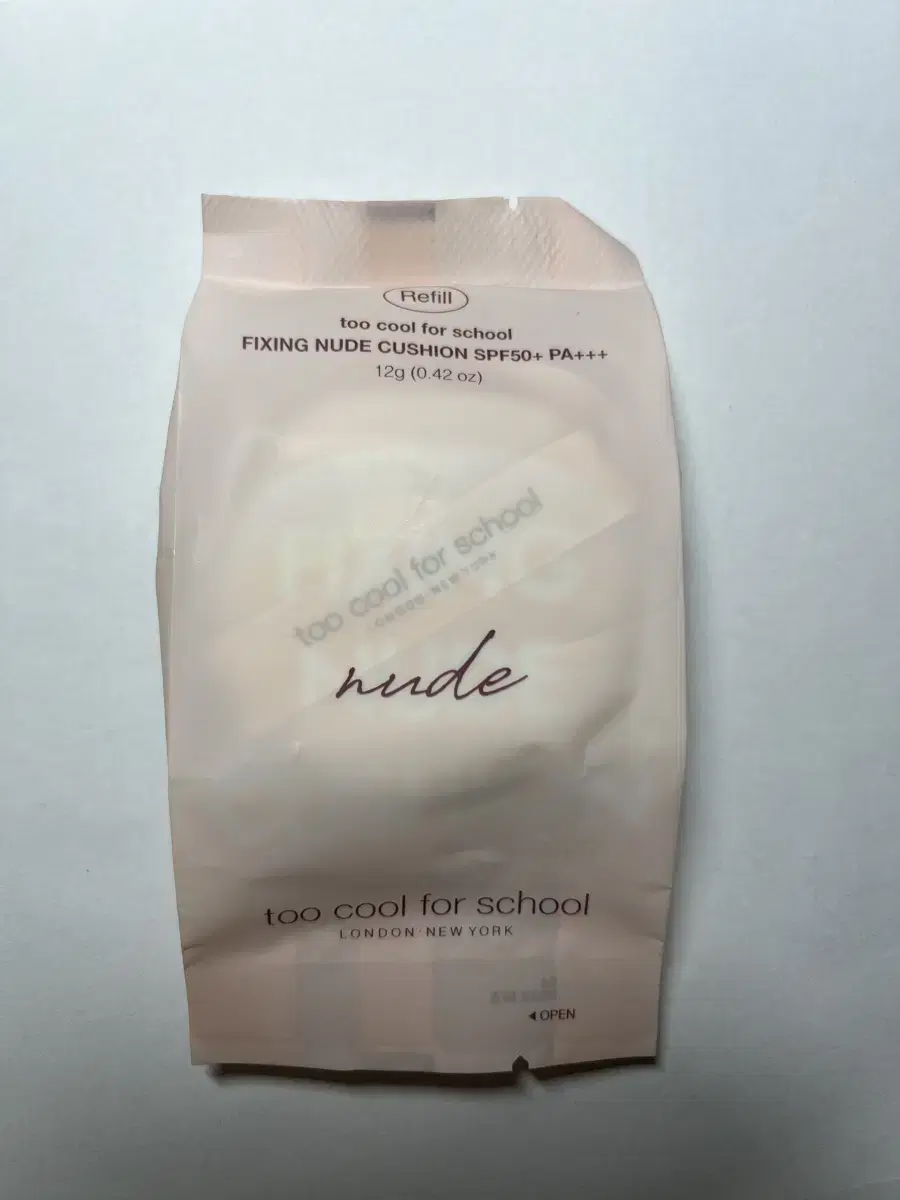 Refill
too cool for school
FIXING NUDE CUSHION SPF50+ PA+++
12g (0.42 oz)
too cool for school
LONDON·NEW YORK
nude
too cool for school
LONDON·NEW YORK
◀ OPEN